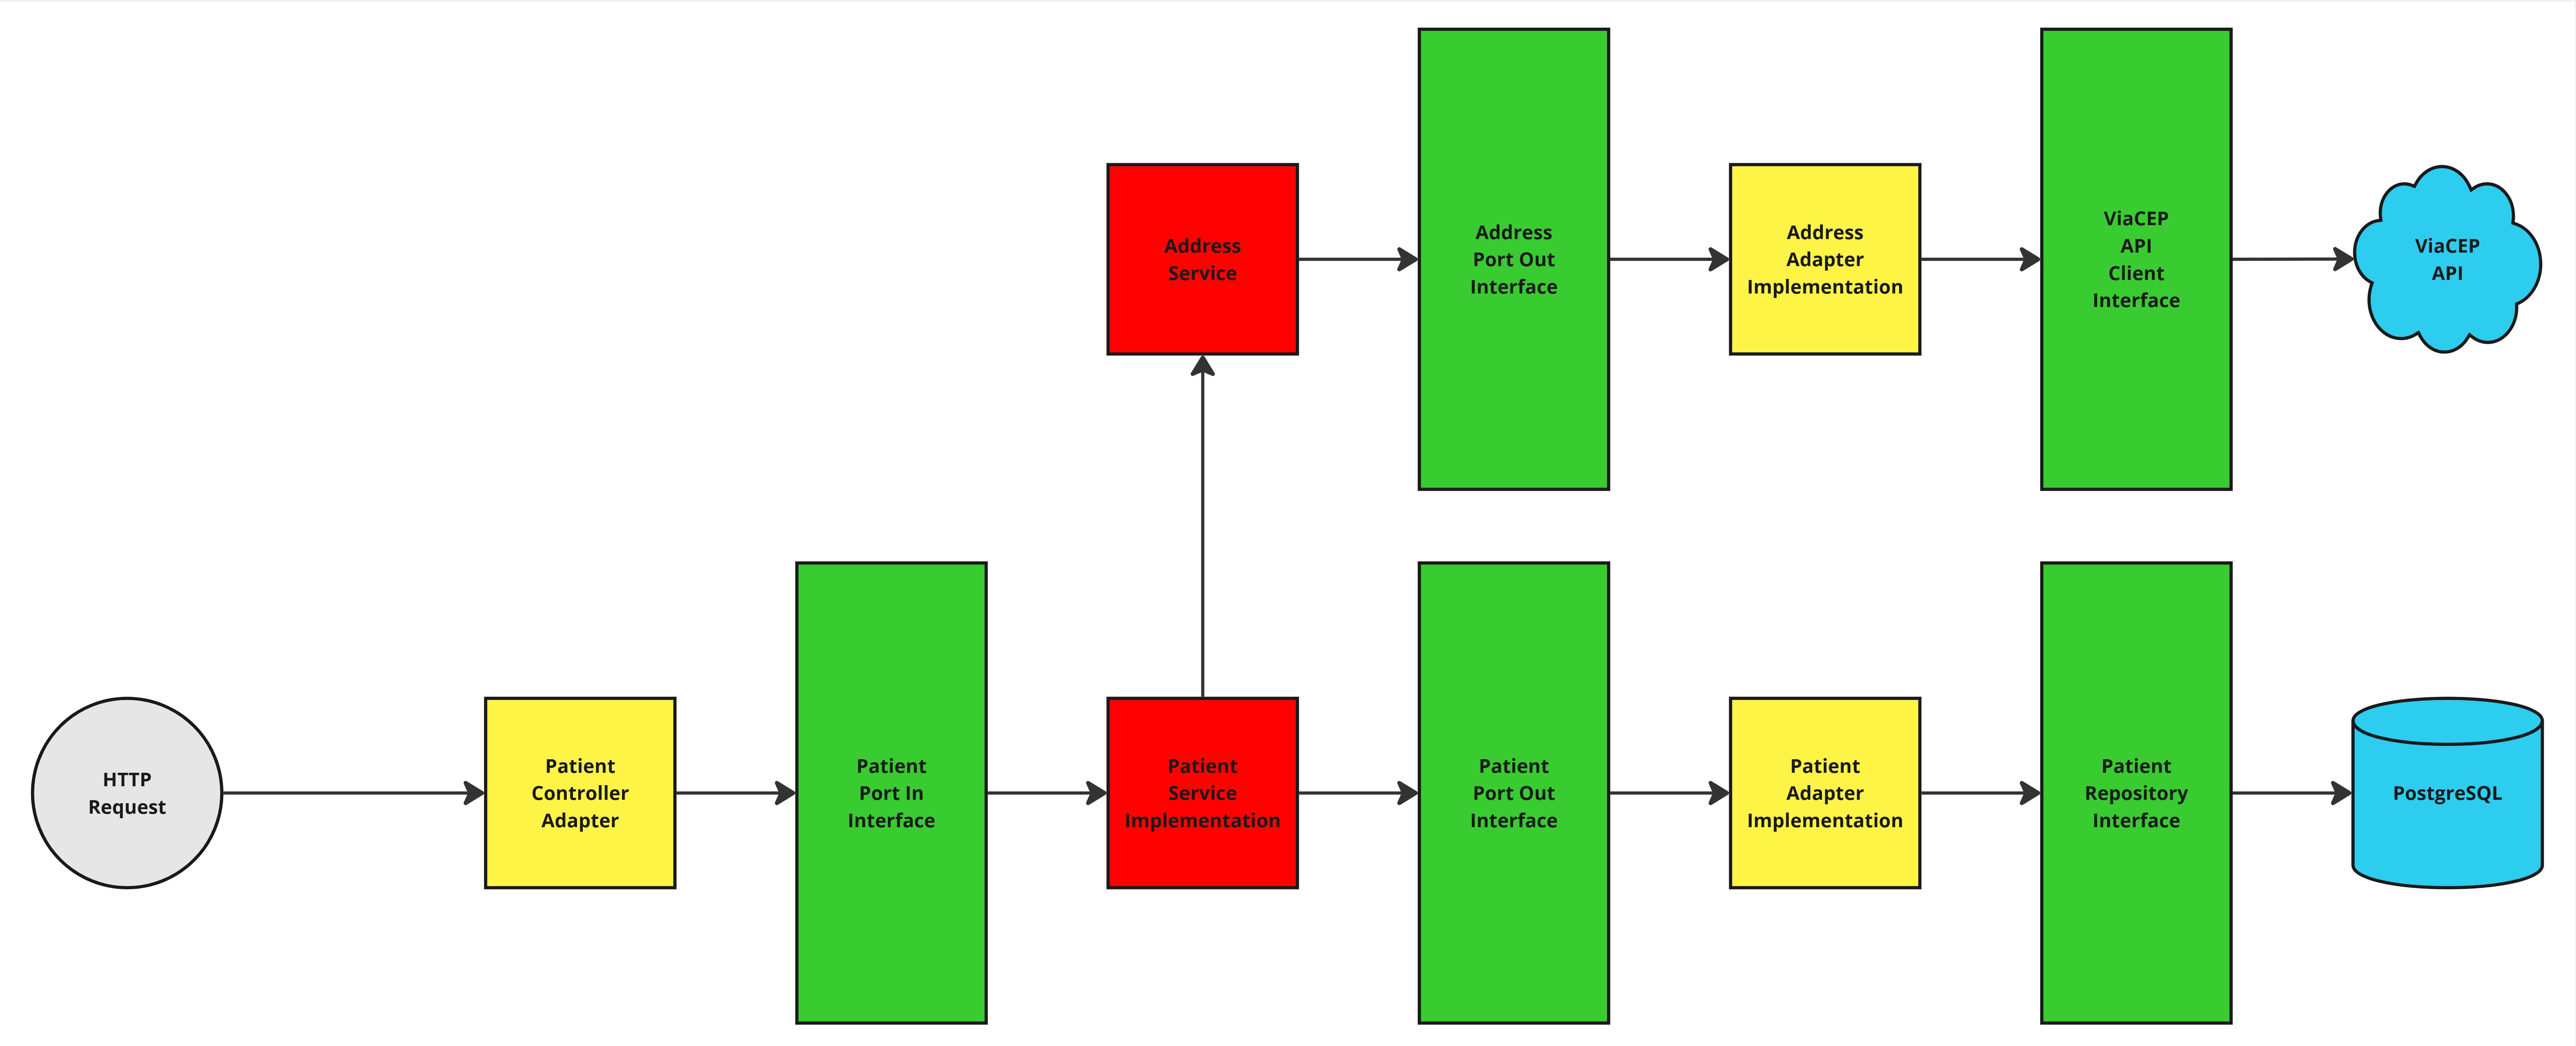 Address
Service
Address
Port Out
Interface
Address
Adapter
Implementation
ViaCEP
API
Client
Interface
ViaCEP
API
HTTP
Request
Patient
Controller
Adapter
Patient
Port In
Interface
Patient
Service
Implementation
Patient
Port Out
Interface
Patient
Adapter
Implementation
Patient
Repository
Interface
PostgreSQL